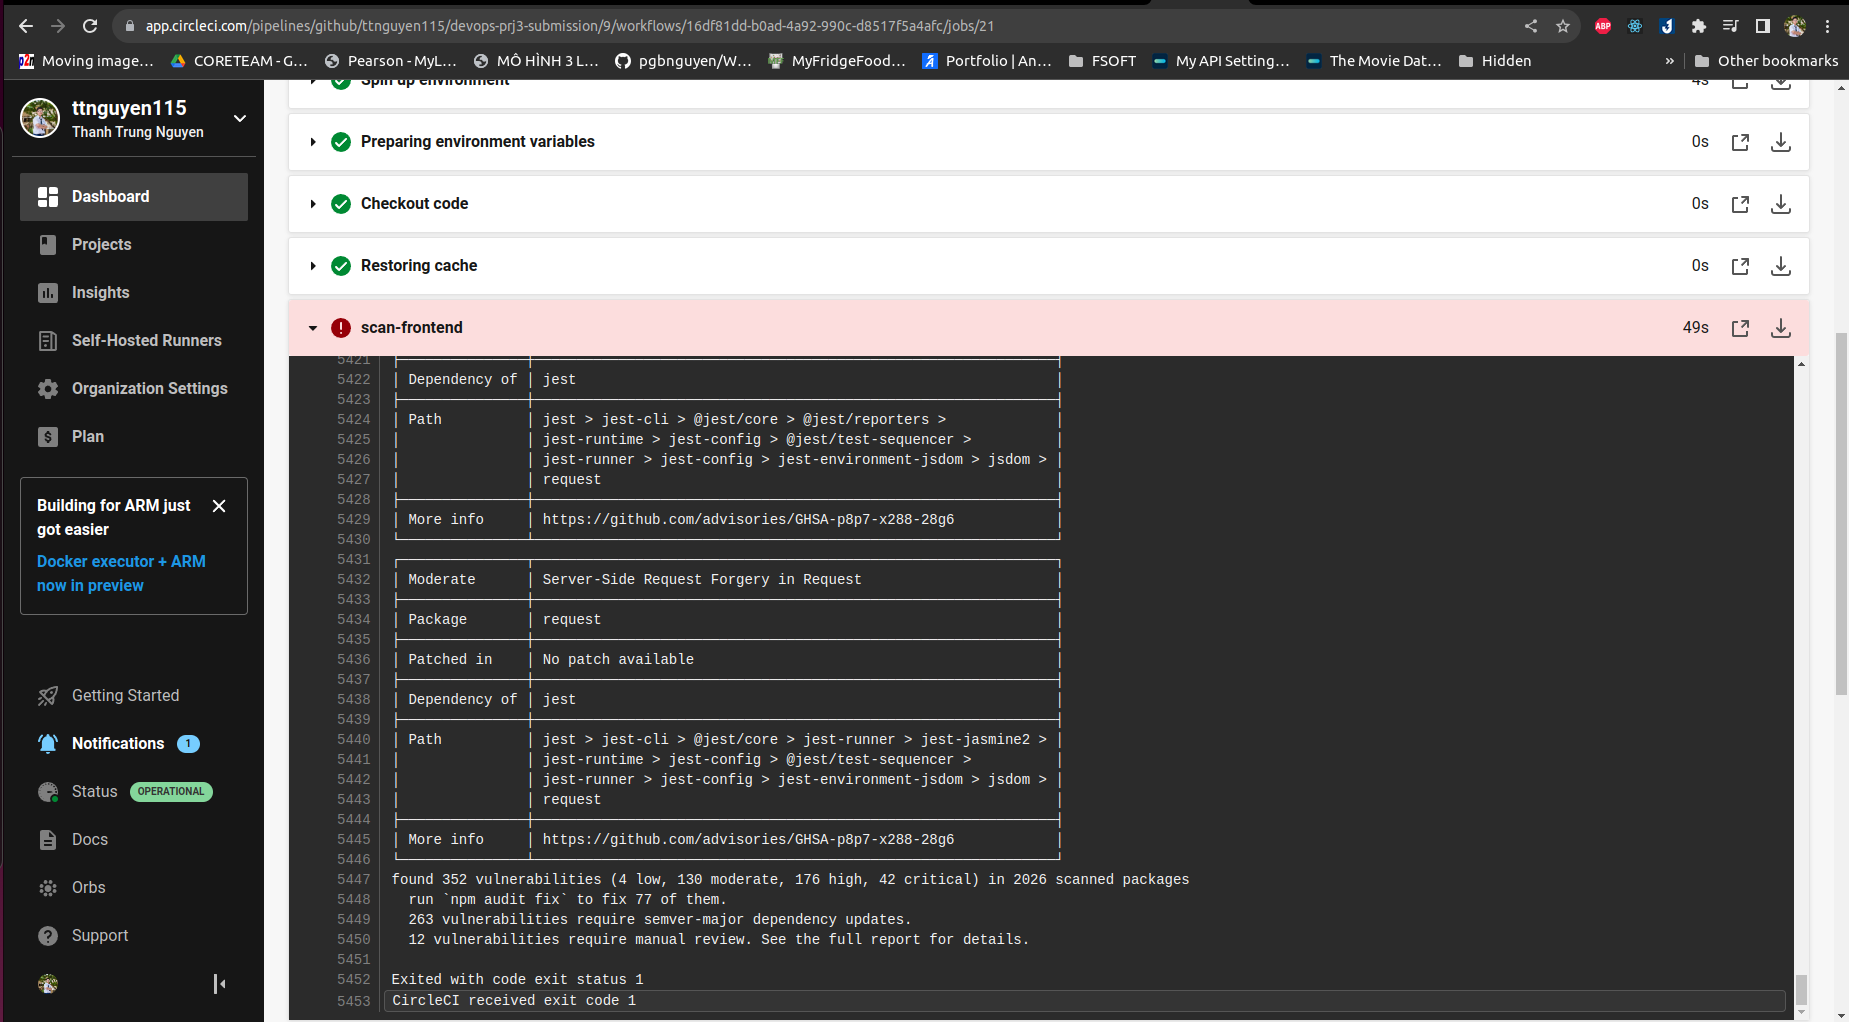 app.circleci.com/pipelines/github/ttnguyen115/devops-prj3-submission/9/workflows/16df81dd-b0ad-4a92-990c-d8517f5a4afc/jobs/21
ABP
Moving image...
CORETEAM - G...
Pearson - MyL...
MÔ HÌNH 3 L...
pgbnguyen/W...
MyFridgeFood...
Portfolio | An...
FSOFT
My API Setting...
The Movie Dat...
Hidden
»
Other bookmarks
ttnguyen115
Thanh Trung Nguyen
Dashboard
Projects
Insights
Self-Hosted Runners
Organization Settings
Plan
Building for ARM just
got easier
Docker executor + ARM
now in preview
Getting Started
Notifications 1
Status OPERATIONAL
Docs
Orbs
Support
Spin up environment 4s
Preparing environment variables 0s
Checkout code 0s
Restoring cache 0s
scan-frontend 49s
5421
5422 Dependency of jest
5423
5424 Path jest > jest-cli > @jest/core > @jest/reporters >
5425 jest-runtime > jest-config > @jest/test-sequencer >
5426 jest-runner > jest-config > jest-environment-jsdom > jsdom >
5427 request
5428
5429 More info https://github.com/advisories/GHSA-p8p7-x288-28g6
5430
5431
5432 Moderate Server-Side Request Forgery in Request
5433
5434 Package request
5435
5436 Patched in No patch available
5437
5438 Dependency of jest
5439
5440 Path jest > jest-cli > @jest/core > jest-runner > jest-jasmine2 >
5441 jest-runtime > jest-config > @jest/test-sequencer >
5442 jest-runner > jest-config > jest-environment-jsdom > jsdom >
5443 request
5444
5445 More info https://github.com/advisories/GHSA-p8p7-x288-28g6
5446
5447 found 352 vulnerabilities (4 low, 130 moderate, 176 high, 42 critical) in 2026 scanned packages
5448 run `npm audit fix` to fix 77 of them.
5449 263 vulnerabilities require semver-major dependency updates.
5450 12 vulnerabilities require manual review. See the full report for details.
5451
5452 Exited with code exit status 1
5453 CircleCI received exit code 1